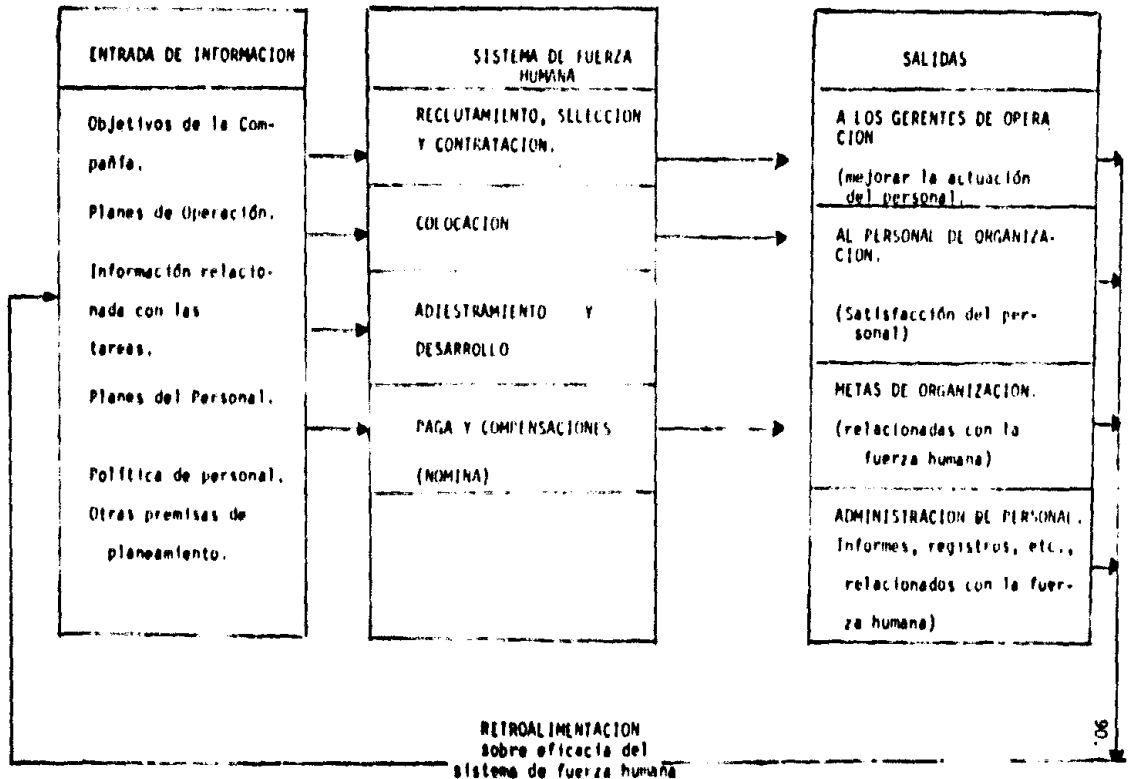 ENTRADA DE INFORMACION
Objetivos de la Com-
pañía.
Planes de Operación.
Información relacio-
nada con las
tareas.
Planes del Personal.
Política de personal.
Otras premisas de
planeamiento.
SISTEMA DE FUERZA
HUMANA
RECLUTAMIENTO, SELECCION
Y CONTRATACION.
COLOCACION
ADIESTRAMIENTO Y
DESARROLLO
PAGA Y COMPENSACIONES
(NOMINA)
SALIDAS
A LOS GERENTES DE OPERA
CION
(mejorar la actuación
del personal.
AL PERSONAL DE ORGANIZA-
CION.
(Satisfacción del per-
sonal)
METAS DE ORGANIZACION.
(relacionadas con la
fuerza humana)
ADMINISTRACION DE PERSONAL.
Informes, registros, etc.,
relacionados con la fuer-
za humana)
RETROALIMENTACION
sobre eficacia del
sistema de fuerza humana
90.